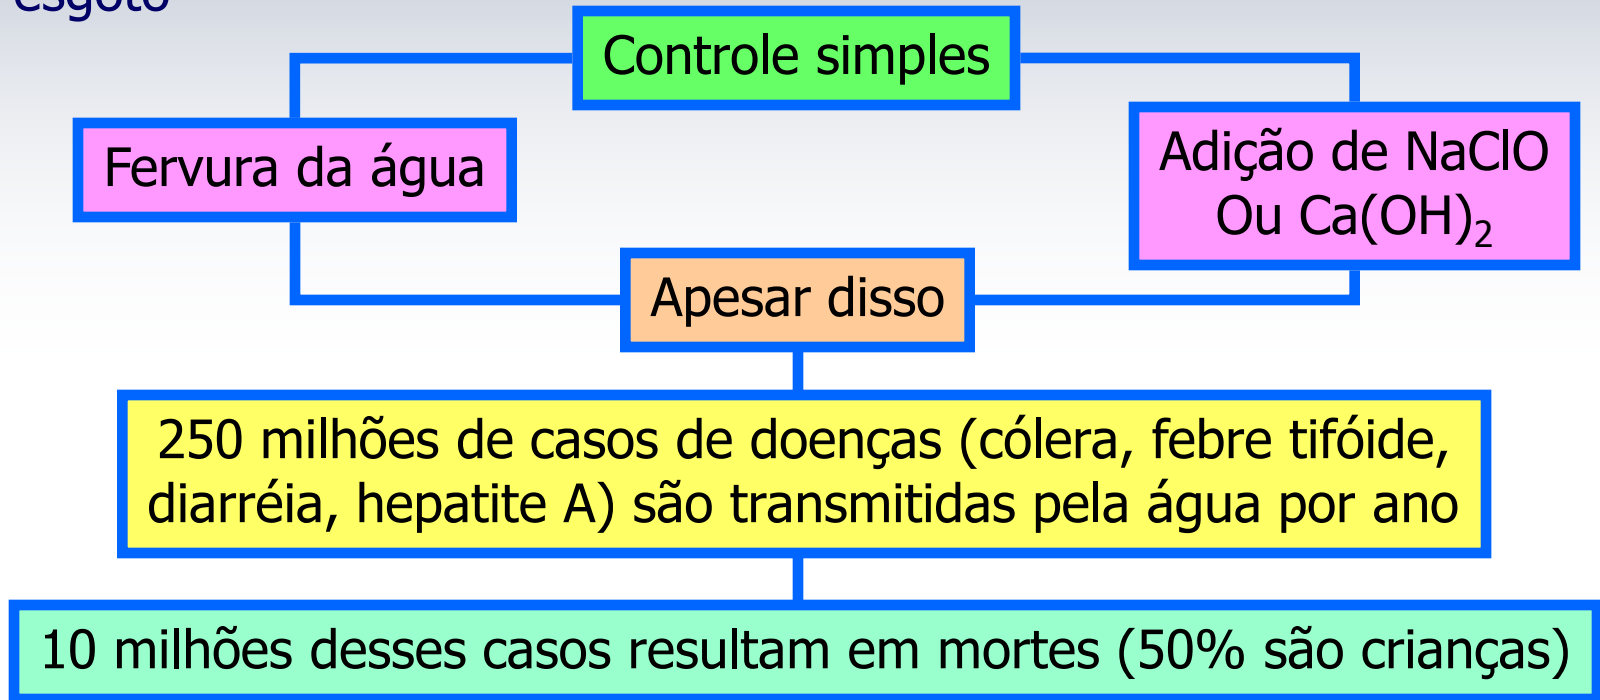 esgoto
Controle simples
Fervura da água
Adição de NaClO
Ou Ca(OH)₂
Apesar disso
250 milhões de casos de doenças (cólera, febre tifóide,
diarréia, hepatite A) são transmitidas pela água por ano
10 milhões desses casos resultam em mortes (50% são crianças)